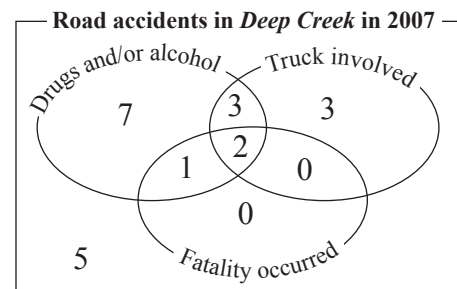 Road accidents in Deep Creek in 2007
Drugs and/or alcohol
Truck involved
7
3
3
2
1
0
0
5
Fatality occurred